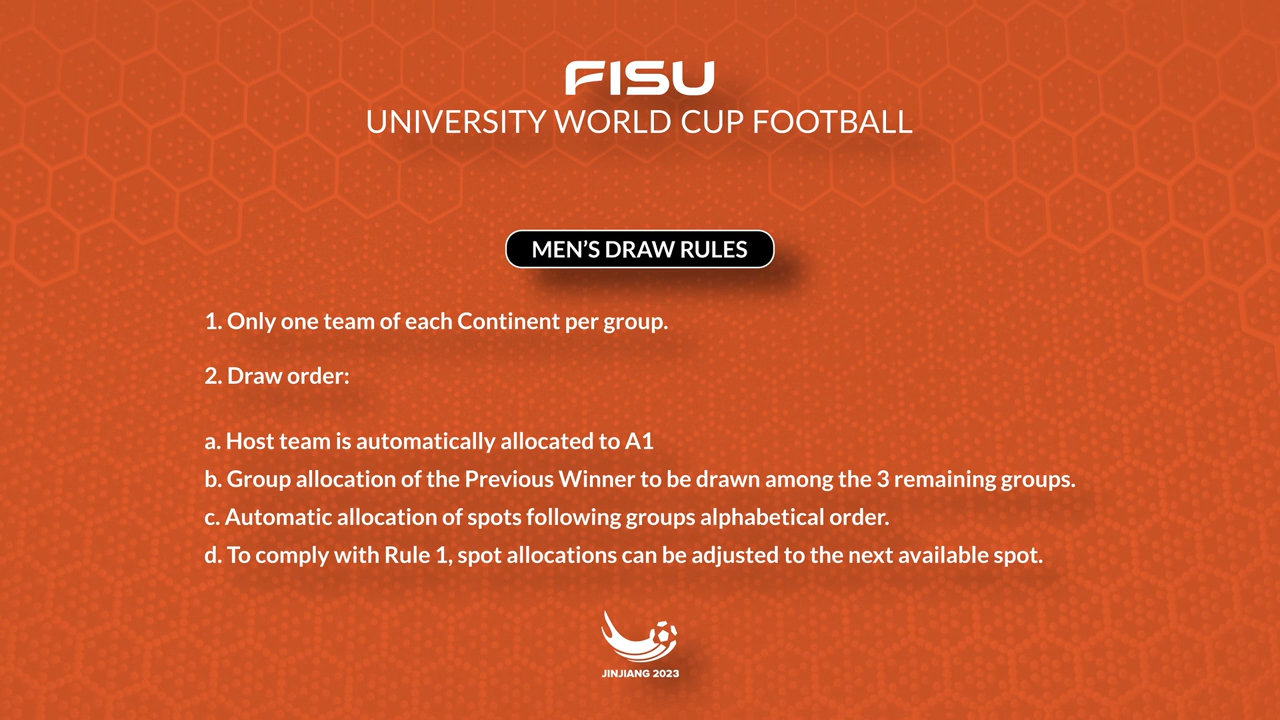 FISU
UNIVERSITY WORLD CUP FOOTBALL
MEN’S DRAW RULES
1. Only one team of each Continent per group.
2. Draw order:
a. Host team is automatically allocated to A1
b. Group allocation of the Previous Winner to be drawn among the 3 remaining groups.
c. Automatic allocation of spots following groups alphabetical order.
d. To comply with Rule 1, spot allocations can be adjusted to the next available spot.
JINJIANG 2023